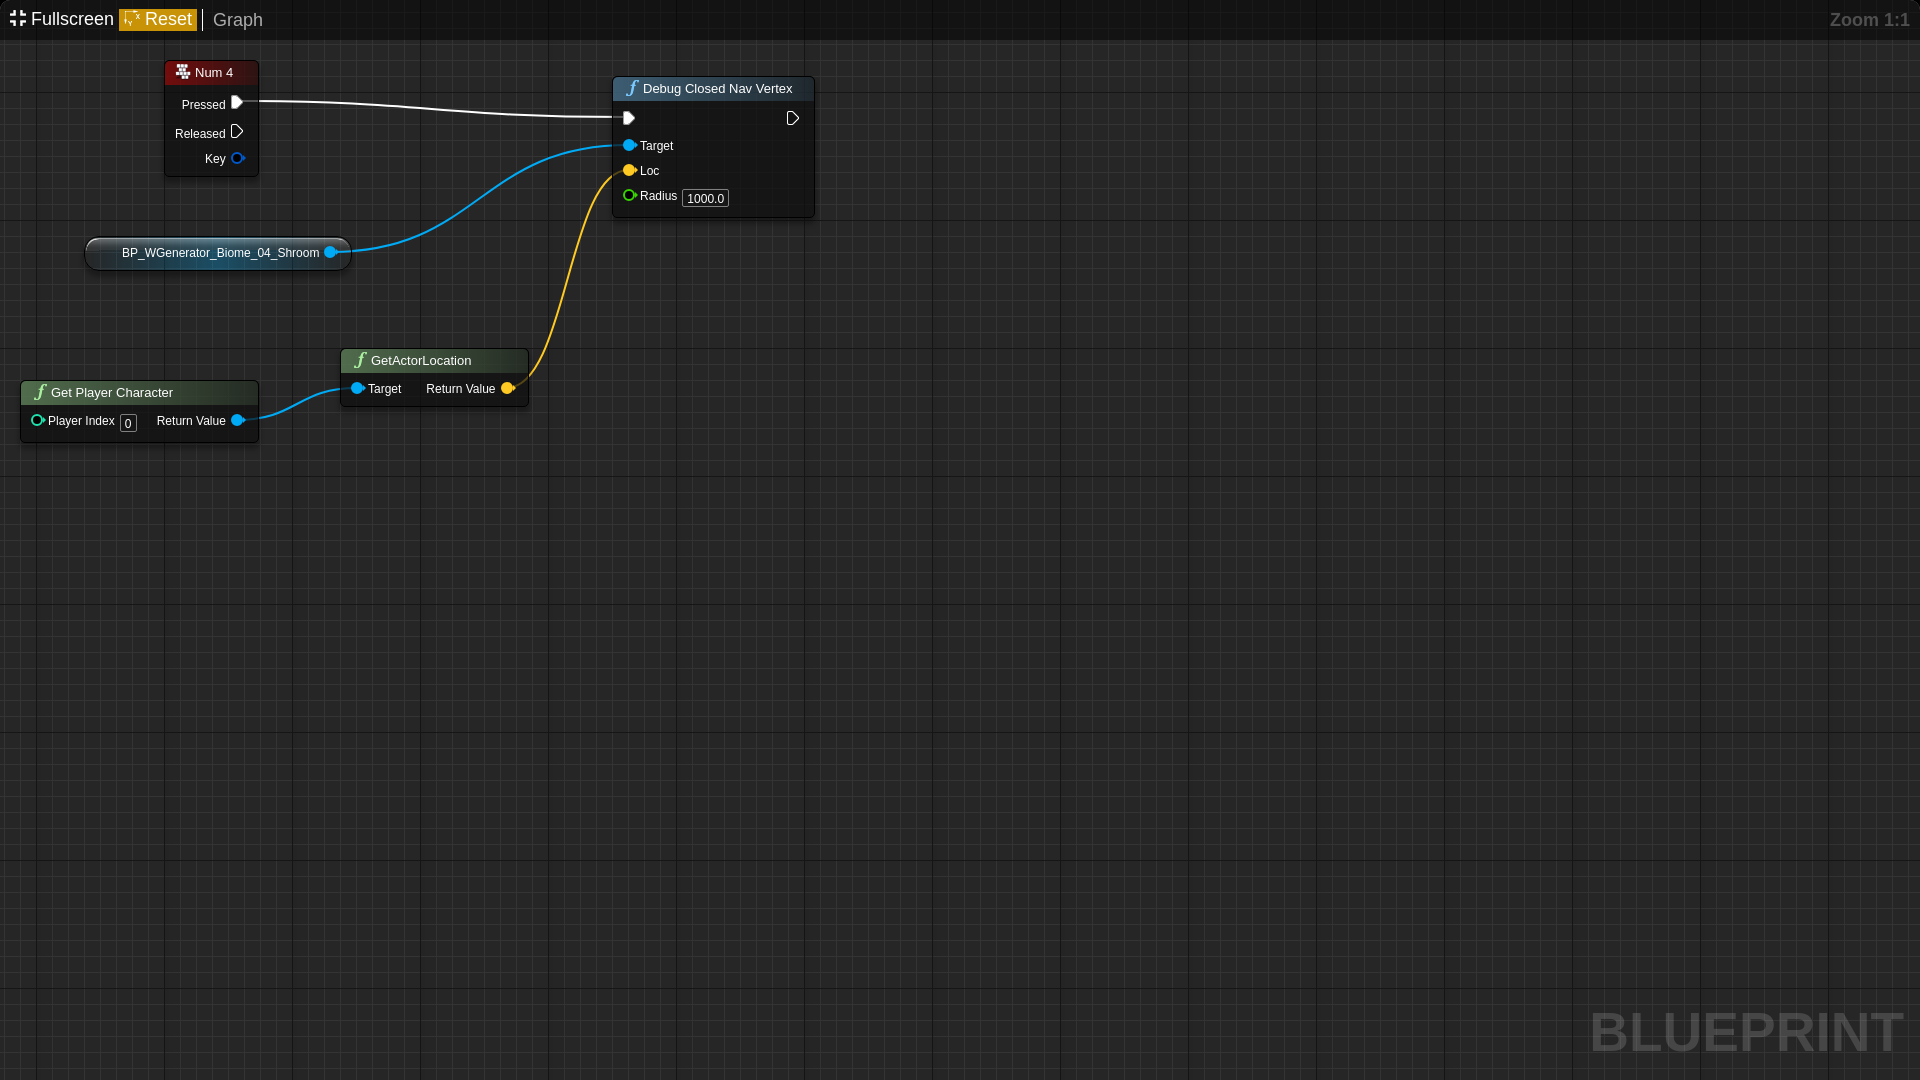 Fullscreen Reset Graph
Zoom 1:1
Num 4
Pressed
Released
Key
Debug Closed Nav Vertex
Target
Loc
Radius 1000.0
BP_WGenerator_Biome_04_Shroom
GetActorLocation
Target Return Value
Get Player Character
Player Index 0 Return Value
BLUEPRINT